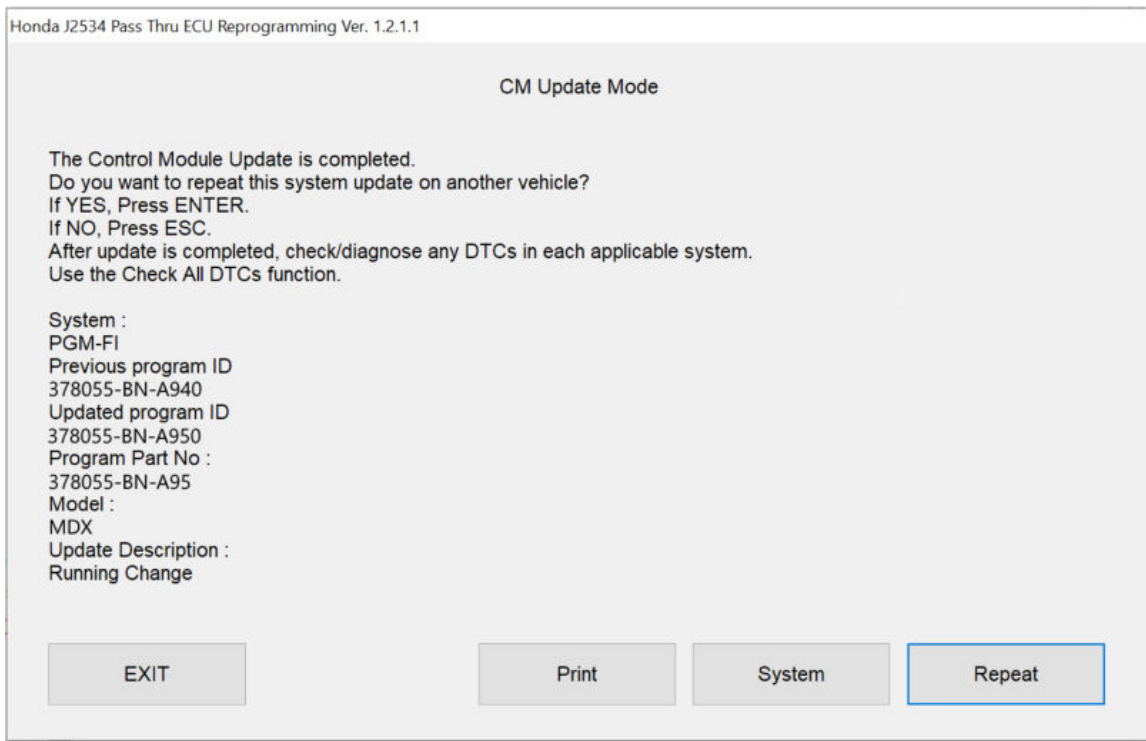 Honda J2534 Pass Thru ECU Reprogramming Ver. 1.2.1.1
CM Update Mode
The Control Module Update is completed.
Do you want to repeat this system update on another vehicle?
If YES, Press ENTER.
If NO, Press ESC.
After update is completed, check/diagnose any DTCs in each applicable system.
Use the Check All DTCs function.
System :
PGM-FI
Previous program ID
378055-BN-A940
Updated program ID
378055-BN-A950
Program Part No :
378055-BN-A95
Model :
MDX
Update Description :
Running Change
EXIT
Print
System
Repeat